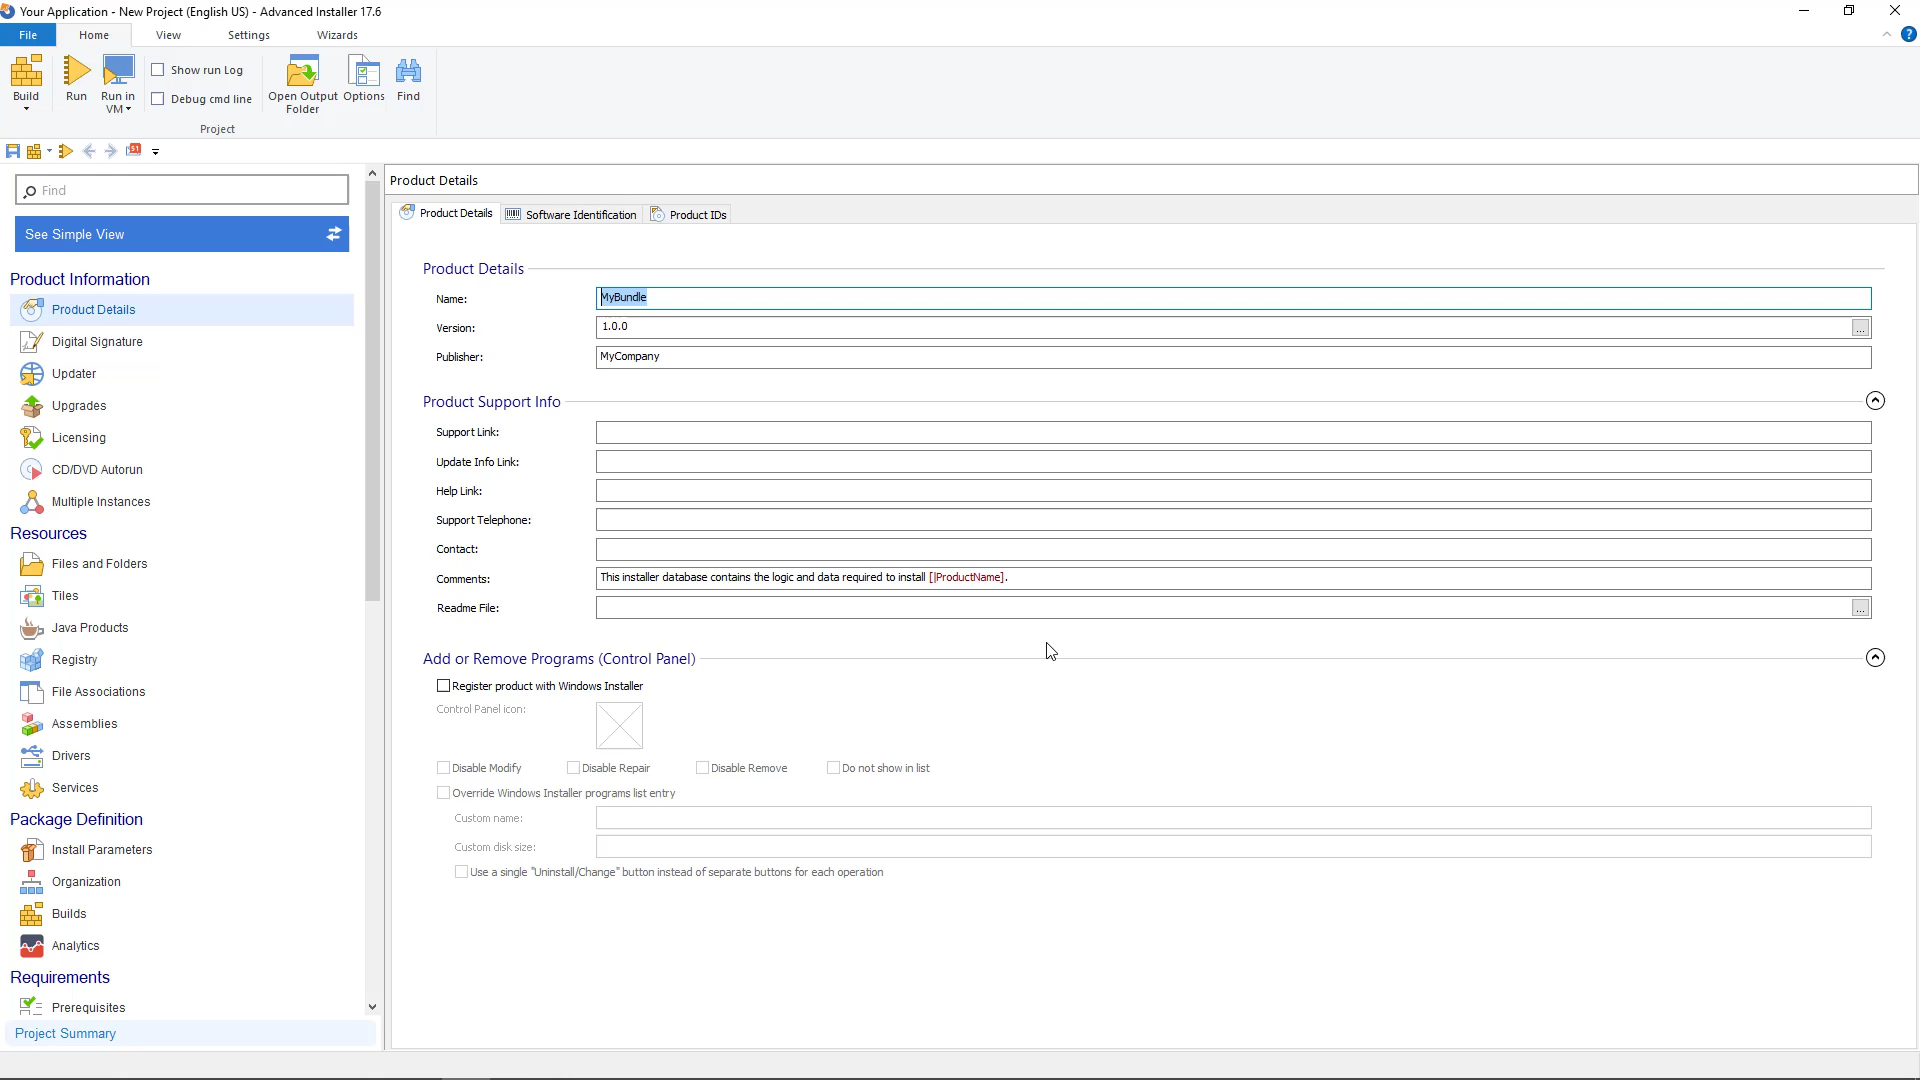 Your Application - New Project (English US) - Advanced Installer 17.6
File
Home
View
Settings
Wizards
?
Build
Run
Run in VM
Show run Log
Debug cmd line
Open Output Folder
Options
Find
Project
51
Find
See Simple View
Product Information
Product Details
Digital Signature
Updater
Upgrades
Licensing
CD/DVD Autorun
Multiple Instances
Resources
Files and Folders
Tiles
Java Products
Registry
File Associations
Assemblies
Drivers
Services
Package Definition
Install Parameters
Organization
Builds
Analytics
Requirements
Prerequisites
Project Summary
Product Details
Product Details
Software Identification
Product IDs
Product Details
Name: MyBundle
Version: 1.0.0 ...
Publisher: MyCompany
Product Support Info
Support Link:
Update Info Link:
Help Link:
Support Telephone:
Contact:
Comments: This installer database contains the logic and data required to install [|ProductName].
Readme File: ...
Add or Remove Programs (Control Panel)
Register product with Windows Installer
Control Panel icon:
Disable Modify
Disable Repair
Disable Remove
Do not show in list
Override Windows Installer programs list entry
Custom name:
Custom disk size:
Use a single "Uninstall/Change" button instead of separate buttons for each operation